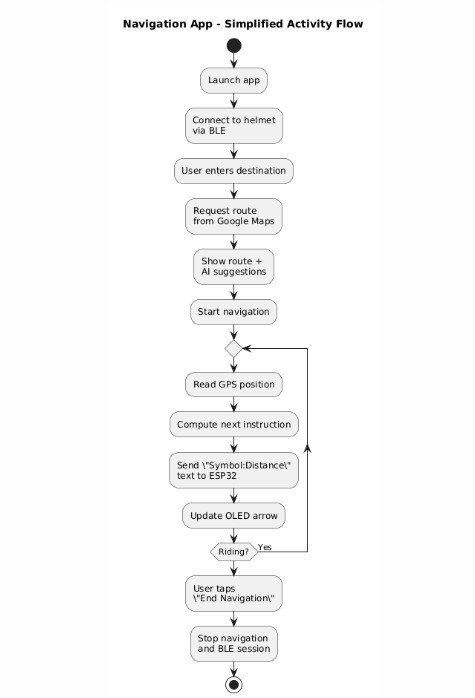 Navigation App - Simplified Activity Flow
Launch app
Connect to helmet
via BLE
User enters destination
Request route
from Google Maps
Show route +
AI suggestions
Start navigation
Read GPS position
Compute next instruction
Send \"Symbol:Distance\"
text to ESP32
Update OLED arrow
Riding?
Yes
User taps
\"End Navigation\"
Stop navigation
and BLE session